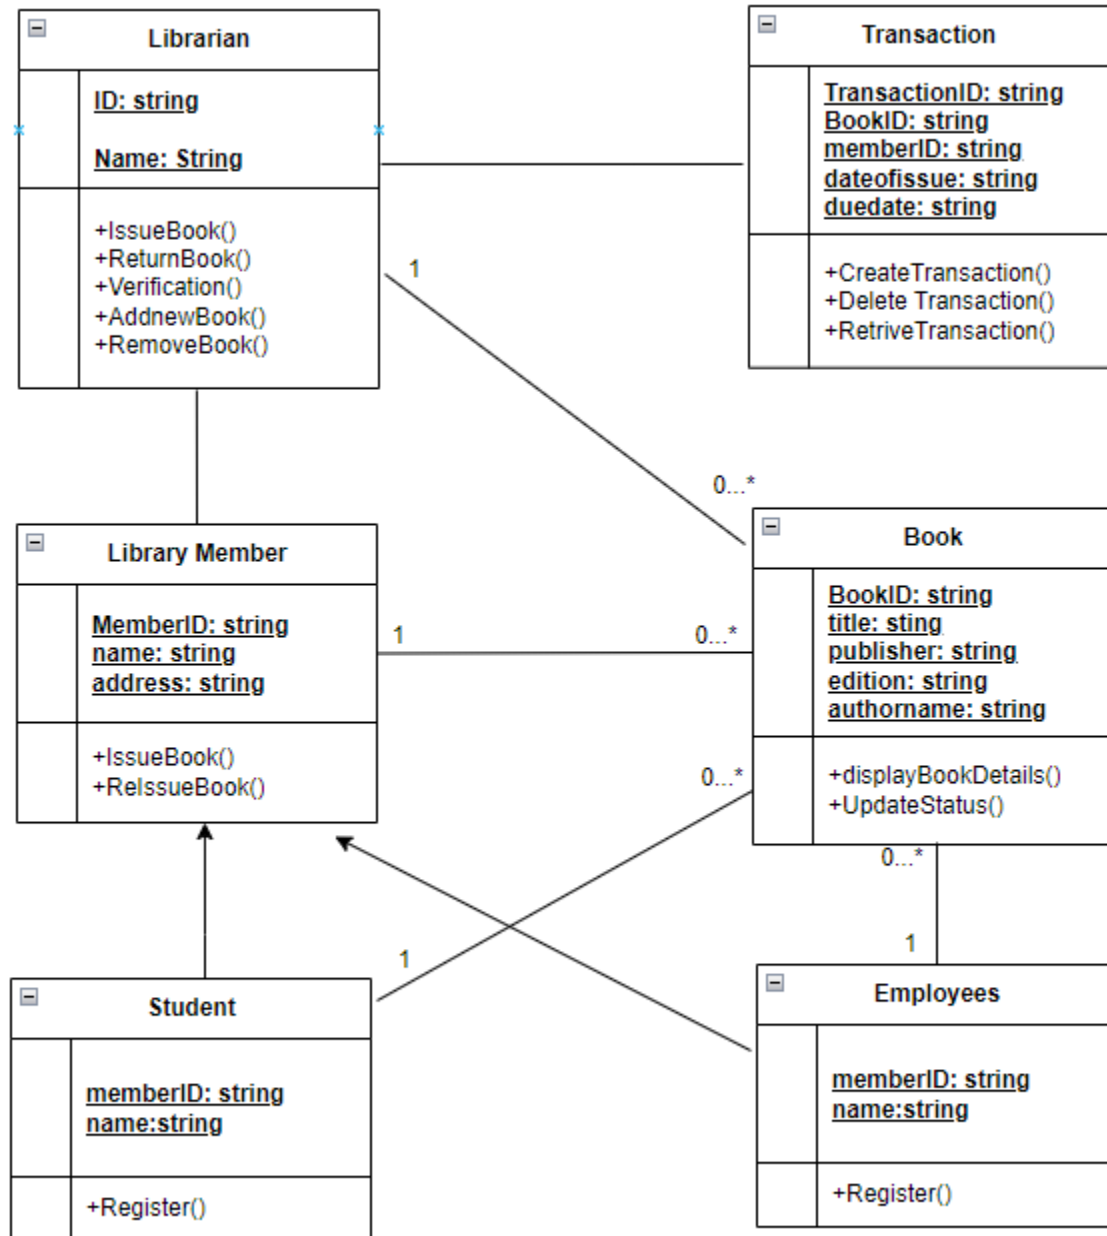 Librarian
ID: string
Name: String
+IssueBook()
+ReturnBook()
+Verification()
+AddnewBook()
+RemoveBook()
Transaction
TransactionID: string
BookID: string
memberID: string
dateofissue: string
duedate: string
+CreateTransaction()
+Delete Transaction()
+RetriveTransaction()
1
0...*
Library Member
MemberID: string
name: string
address: string
+IssueBook()
+ReIssueBook()
1
0...*
Book
BookID: string
title: sting
publisher: string
edition: string
authorname: string
+displayBookDetails()
+UpdateStatus()
0...*
0...*
1
1
Student
memberID: string
name:string
+Register()
Employees
memberID: string
name:string
+Register()